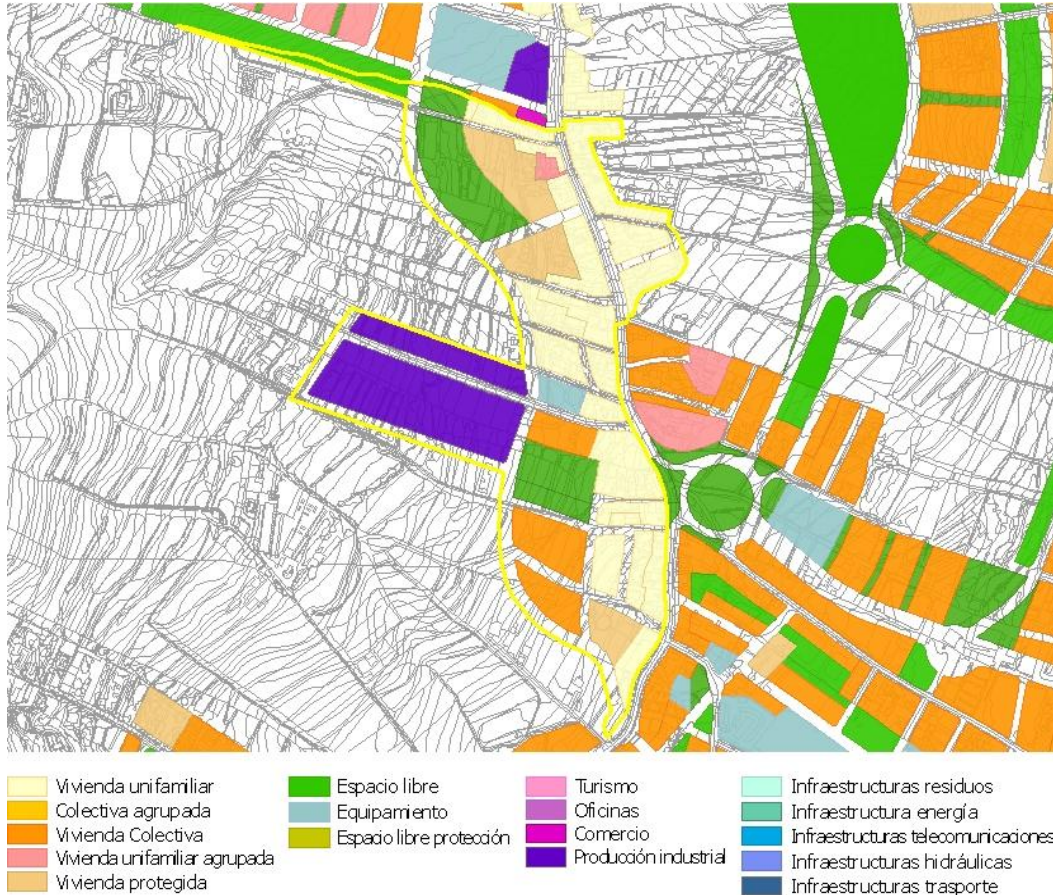 Vivienda unifamiliar
Colectiva agrupada
Vivienda Colectiva
Vivienda unifamiliar agrupada
Vivienda protegida
Espacio libre
Equipamiento
Espacio libre protección
Turismo
Oficinas
Comercio
Producción industrial
Infraestructuras residuos
Infraestructura energía
Infraestructuras telecomunicaciones
Infraestructuras hidráulicas
Infraestructuras trasporte